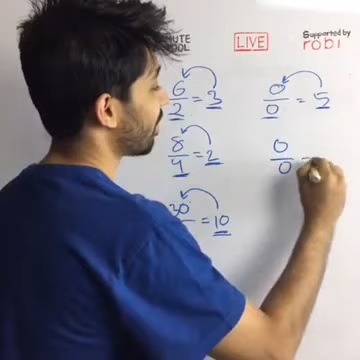 LIVE
Supported by
robi
6/2 = 3
8/4 = 2
30/ = 10
0/0 = 5
0/0 =